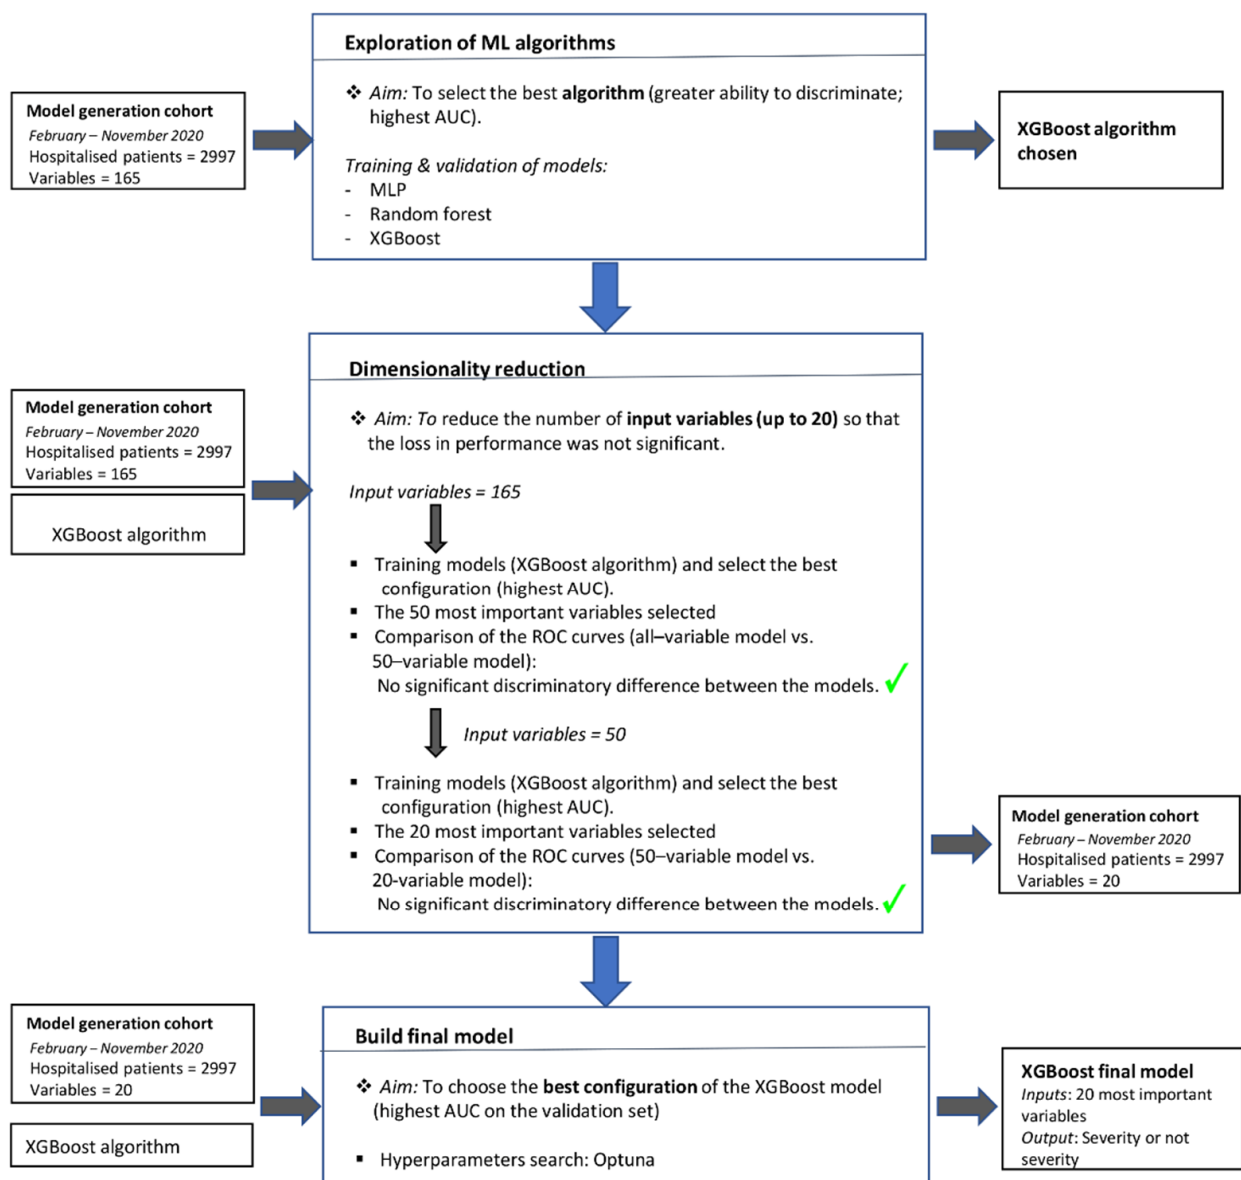 Exploration of ML algorithms
❖ Aim: To select the best algorithm (greater ability to discriminate;
highest AUC).
Training & validation of models:
- MLP
- Random forest
- XGBoost
Model generation cohort
February – November 2020
Hospitalised patients = 2997
Variables = 165
XGBoost algorithm
chosen
Dimensionality reduction
❖ Aim: To reduce the number of input variables (up to 20) so that
the loss in performance was not significant.
Input variables = 165
▪ Training models (XGBoost algorithm) and select the best
configuration (highest AUC).
▪ The 50 most important variables selected
▪ Comparison of the ROC curves (all–variable model vs.
50–variable model):
No significant discriminatory difference between the models. ✓
Input variables = 50
▪ Training models (XGBoost algorithm) and select the best
configuration (highest AUC).
▪ The 20 most important variables selected
▪ Comparison of the ROC curves (50–variable model vs.
20-variable model):
No significant discriminatory difference between the models. ✓
Model generation cohort
February – November 2020
Hospitalised patients = 2997
Variables = 165
XGBoost algorithm
Model generation cohort
February – November 2020
Hospitalised patients = 2997
Variables = 20
Build final model
❖ Aim: To choose the best configuration of the XGBoost model
(highest AUC on the validation set)
▪ Hyperparameters search: Optuna
Model generation cohort
February – November 2020
Hospitalised patients = 2997
Variables = 20
XGBoost algorithm
XGBoost final model
Inputs: 20 most important
variables
Output: Severity or not
severity